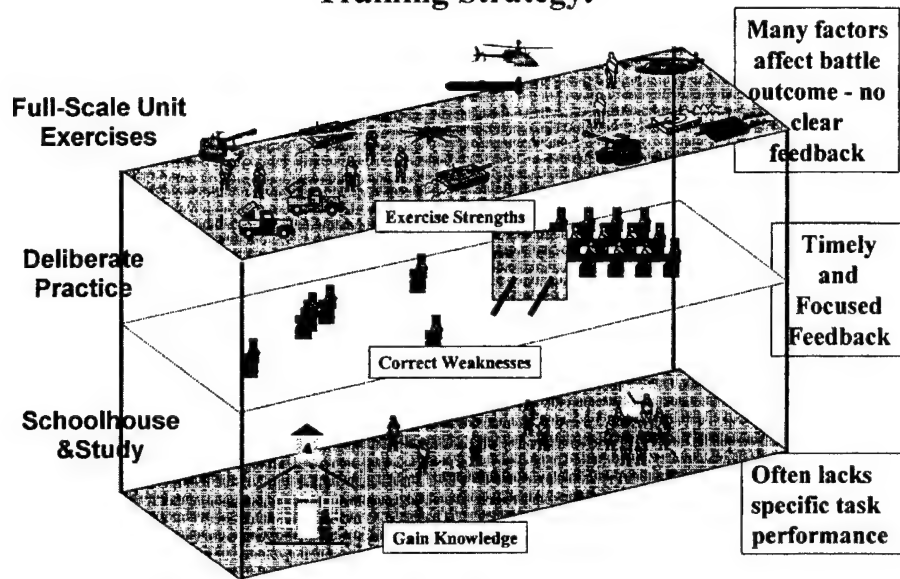 Training Strategy.
Full-Scale Unit
Exercises
Many factors
affect battle
outcome - no
clear
feedback
Exercise Strengths
Deliberate
Practice
Timely
and
Focused
Feedback
Correct Weaknesses
Schoolhouse
&Study
Often lacks
specific task
performance
Gain Knowledge